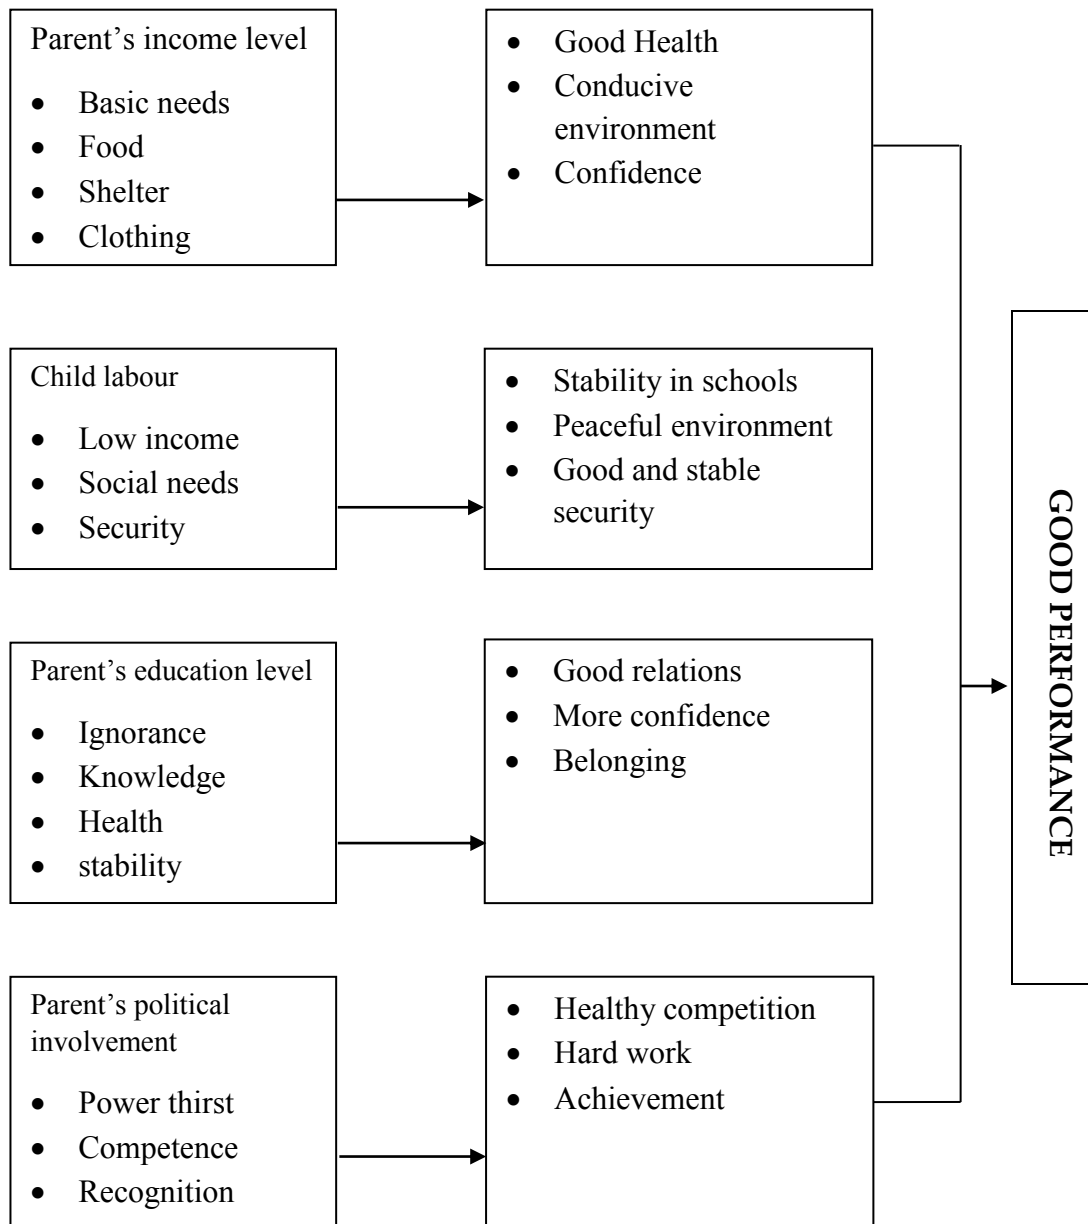 Parent’s income level
• Basic needs
• Food
• Shelter
• Clothing
• Good Health
• Conducive
environment
• Confidence
Child labour
• Low income
• Social needs
• Security
• Stability in schools
• Peaceful environment
• Good and stable
security
Parent’s education level
• Ignorance
• Knowledge
• Health
• stability
• Good relations
• More confidence
• Belonging
Parent’s political
involvement
• Power thirst
• Competence
• Recognition
• Healthy competition
• Hard work
• Achievement
GOOD PERFORMANCE